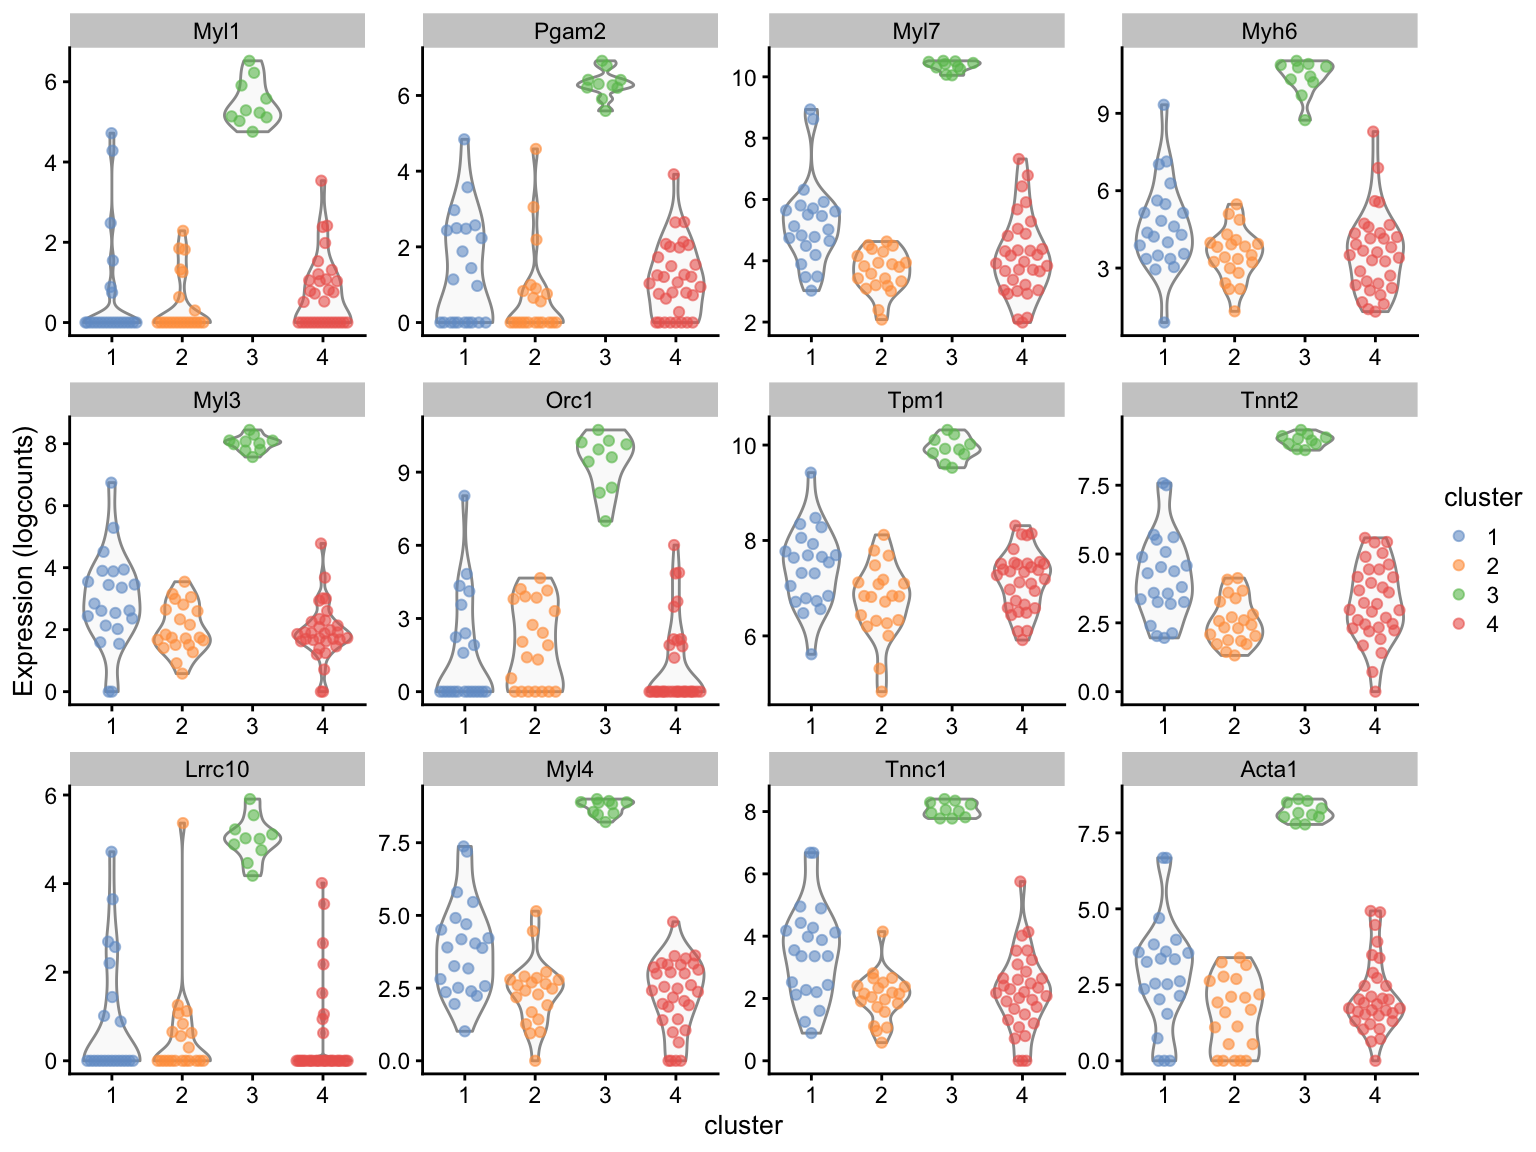 Myl1 Pgam2 Myl7 Myh6
6 4 2 0
6 4 2 0
10 8 6 4 2
9 6 3
1 2 3 4 1 2 3 4 1 2 3 4 1 2 3 4
Myl3 Orc1 Tpm1 Tnnt2
Expression (logcounts)
8 6 4 2 0
9 6 3 0
10 8 6
7.5 5.0 2.5 0.0
1 2 3 4 1 2 3 4 1 2 3 4 1 2 3 4
Lrrc10 Myl4 Tnnc1 Acta1
6 4 2 0
7.5 5.0 2.5 0.0
8 6 4 2 0
7.5 5.0 2.5 0.0
1 2 3 4 1 2 3 4 1 2 3 4 1 2 3 4
cluster
cluster
1
2
3
4